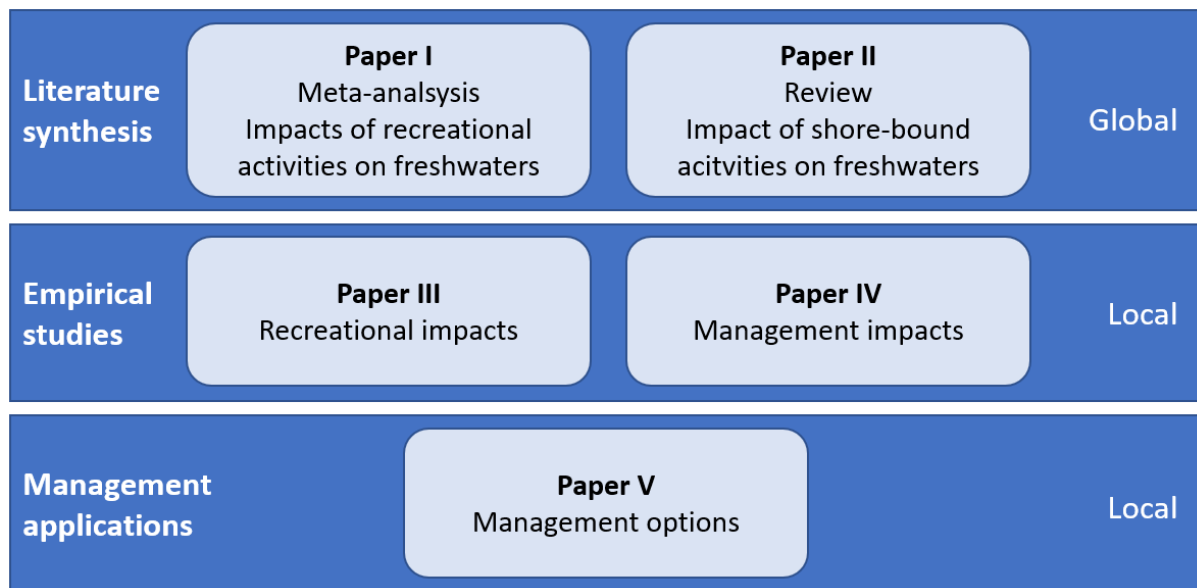 Literature
synthesis
Paper I
Meta-analsysis
Impacts of recreational
activities on freshwaters
Paper II
Review
Impact of shore-bound
acitvities on freshwaters
Global
Empirical
studies
Paper III
Recreational impacts
Paper IV
Management impacts
Local
Management
applications
Paper V
Management options
Local